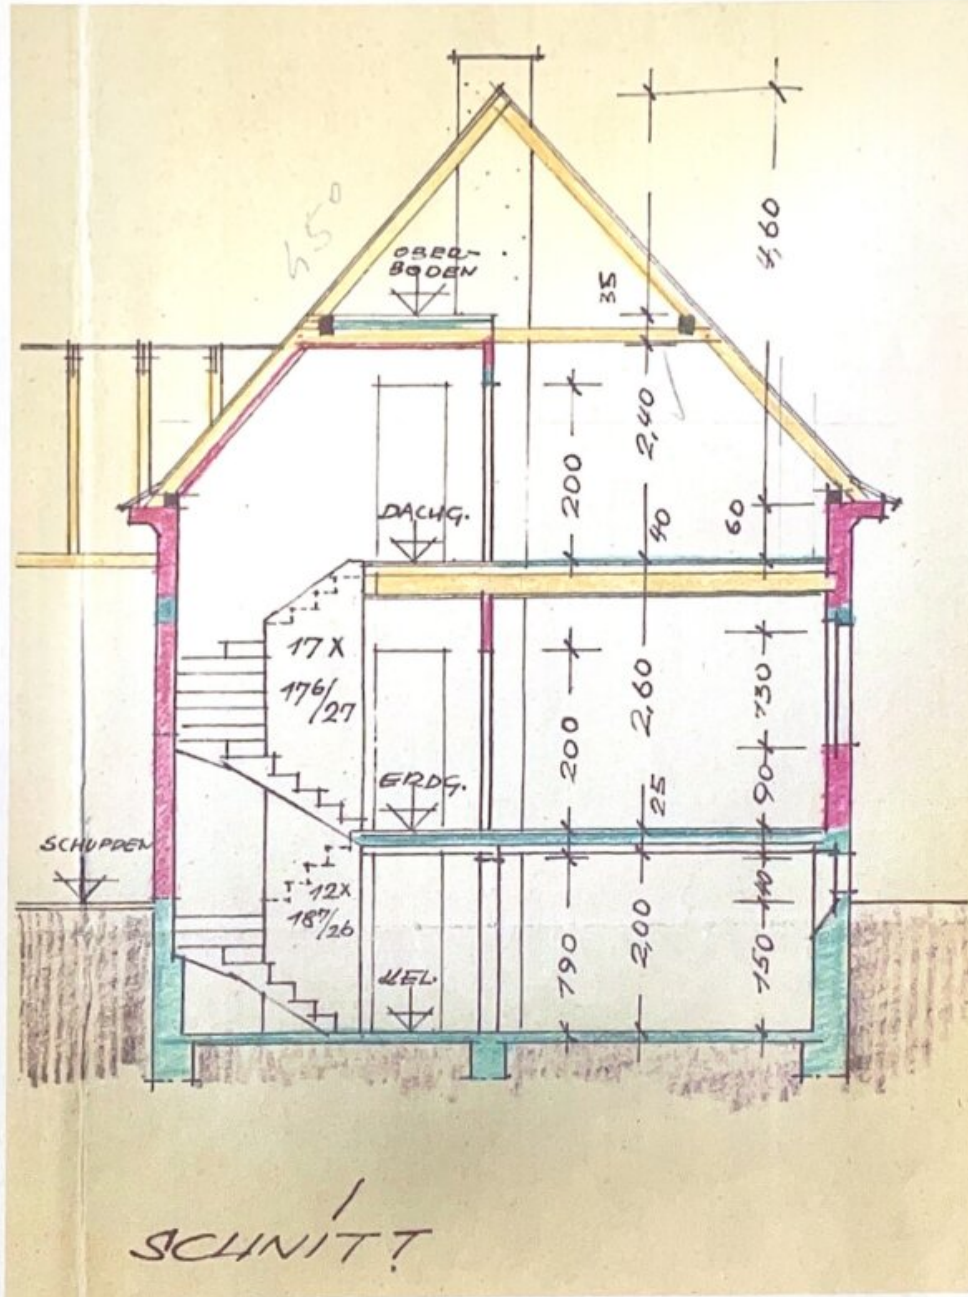 45°
4,60
OBER-
BODEN
35
2,40
200
DACHG.
40
60
17 X
17⁶/27
2,60
130
200
ERDG.
25
90
SCHUPPEN
12 X
18⁷/26
40
190
2,00
150
KEL.
SCHNITT